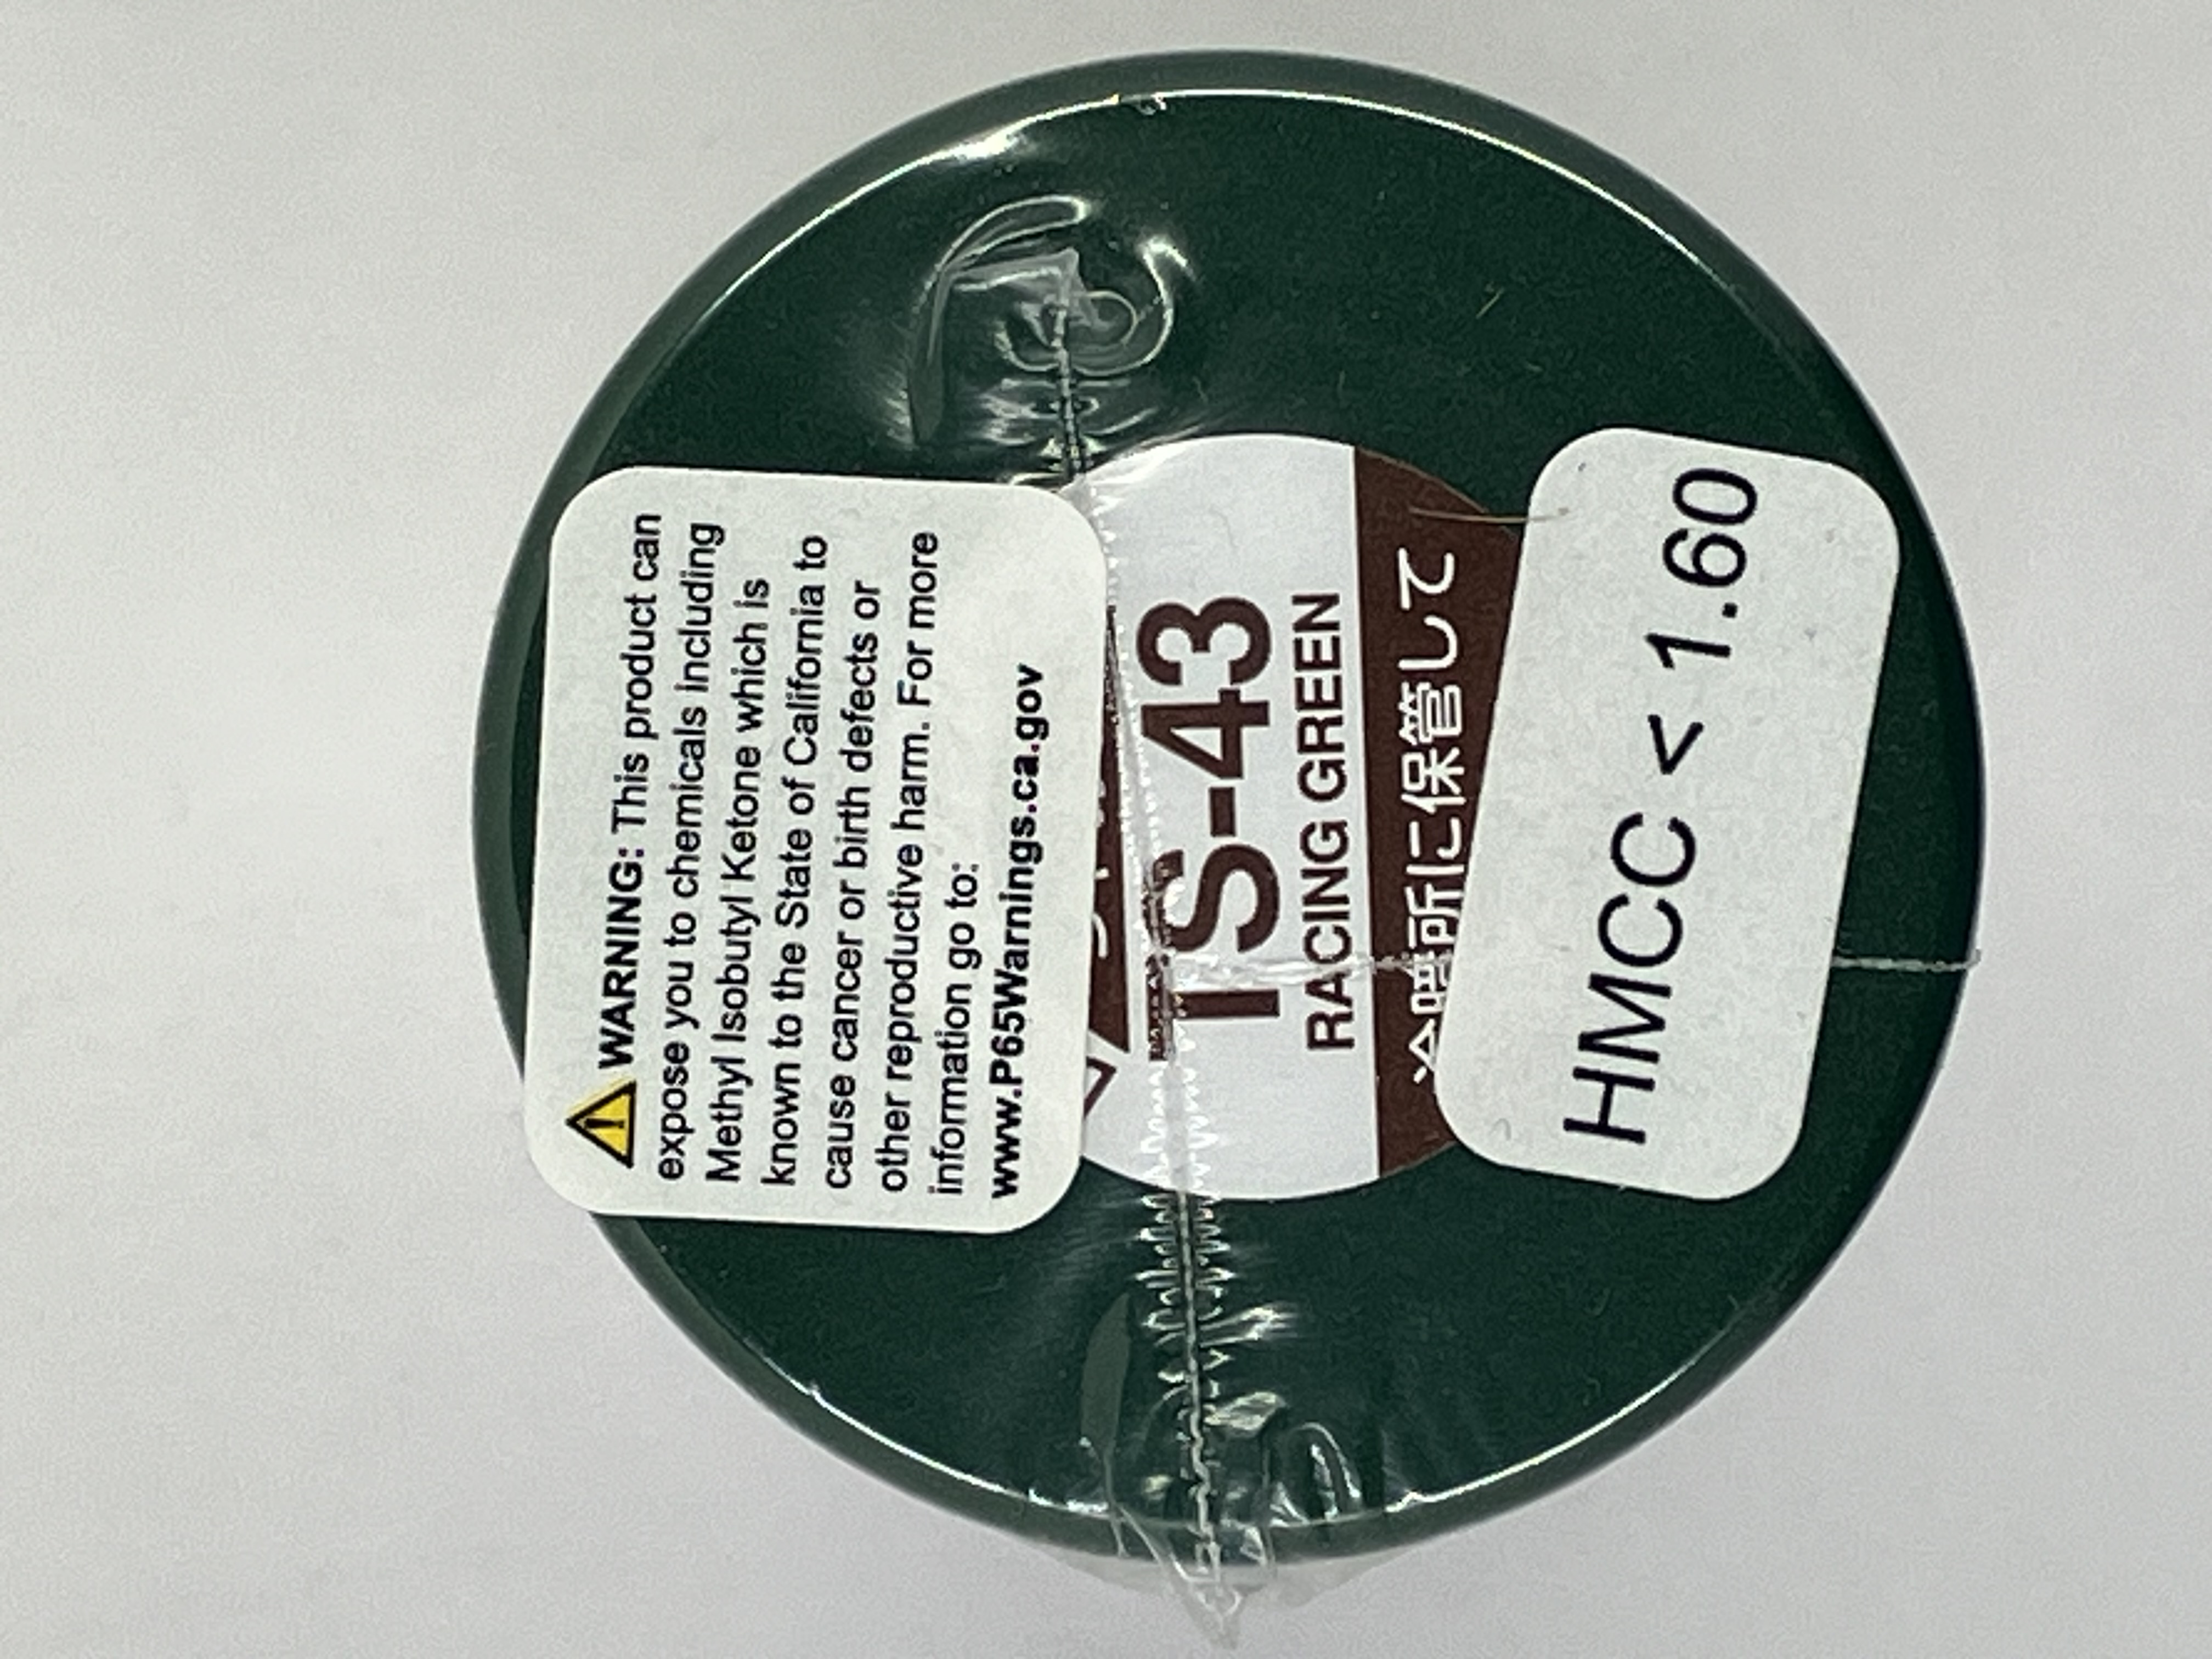 WARNING: This product can
expose you to chemicals including
Methyl Isobutyl Ketone which is
known to the State of California to
cause cancer or birth defects or
other reproductive harm. For more
information go to:
www.P65Warnings.ca.gov
TS-43
RACING GREEN
冷暗所に保管して
HMCC < 1.60